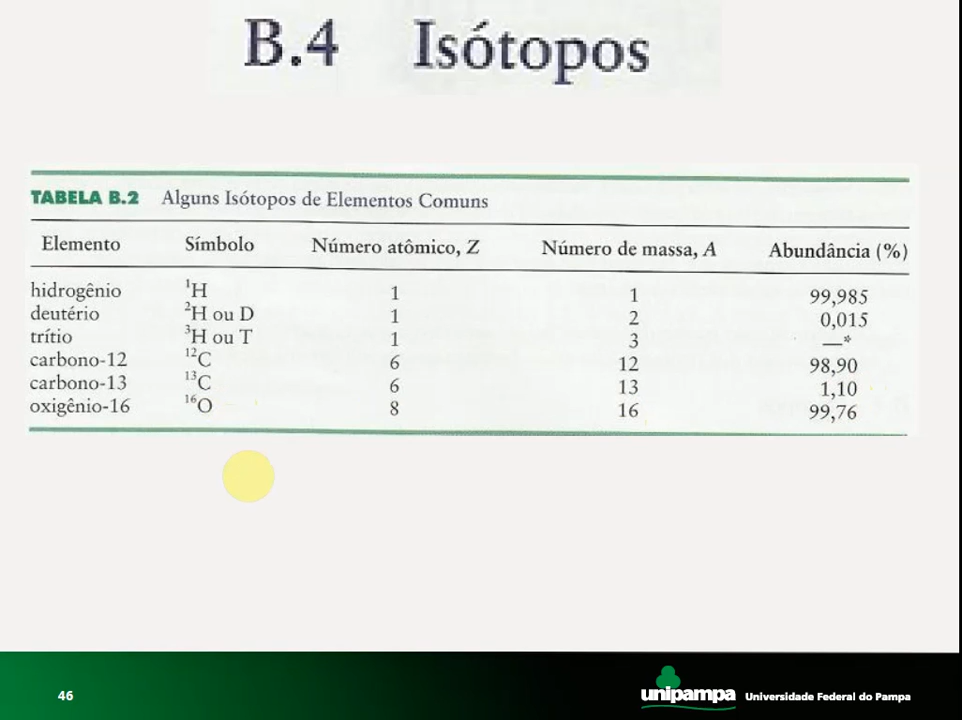 B.4 Isótopos
TABELA B.2 Alguns Isótopos de Elementos Comuns
Elemento Símbolo Número atômico, Z Número de massa, A Abundância (%)
hidrogênio ¹H 1 1 99,985
deutério ²H ou D 1 2 0,015
trítio ³H ou T 1 3 —*
carbono-12 ¹²C 6 12 98,90
carbono-13 ¹³C 6 13 1,10
oxigênio-16 ¹⁶O 8 16 99,76
46
unipampa Universidade Federal do Pampa